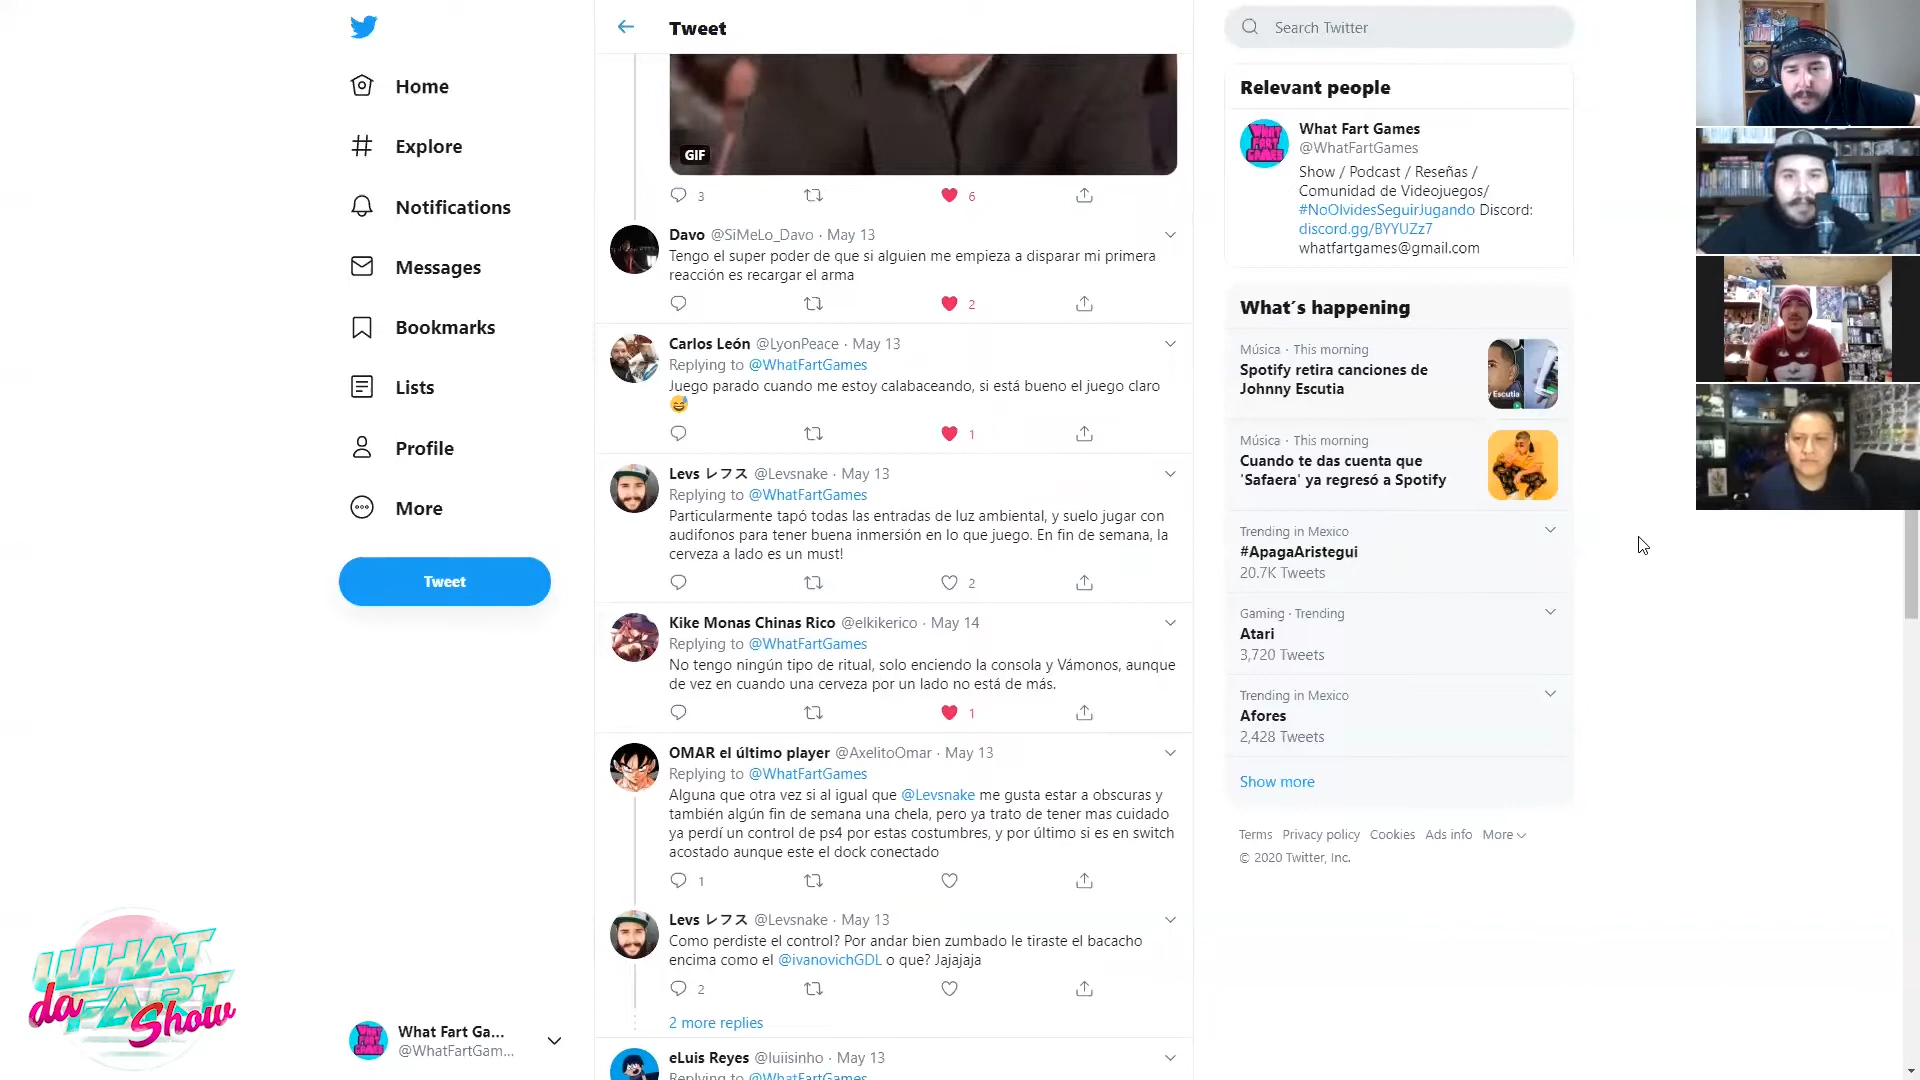 Home
Explore
Notifications
Messages
Bookmarks
Lists
Profile
More
Tweet
WHAT
da FART
Show
What Fart Ga...
@WhatFartGam...
Tweet
GIF
3
6
Davo @SiMeLo_Davo · May 13
Tengo el super poder de que si alguien me empieza a disparar mi primera
reacción es recargar el arma
2
Carlos León @LyonPeace · May 13
Replying to @WhatFartGames
Juego parado cuando me estoy calabaceando, si está bueno el juego claro
😅
1
Levs レフス @Levsnake · May 13
Replying to @WhatFartGames
Particularmente tapó todas las entradas de luz ambiental, y suelo jugar con
audifonos para tener buena inmersión en lo que juego. En fin de semana, la
cerveza a lado es un must!
2
Kike Monas Chinas Rico @elkikerico · May 14
Replying to @WhatFartGames
No tengo ningún tipo de ritual, solo enciendo la consola y Vámonos, aunque
de vez en cuando una cerveza por un lado no está de más.
1
OMAR el último player @AxelitoOmar · May 13
Replying to @WhatFartGames
Alguna que otra vez si al igual que @Levsnake me gusta estar a obscuras y
también algún fin de semana una chela, pero ya trato de tener mas cuidado
ya perdí un control de ps4 por estas costumbres, y por último si es en switch
acostado aunque este el dock conectado
1
Levs レフス @Levsnake · May 13
Como perdiste el control? Por andar bien zumbado le tiraste el bacacho
encima como el @ivanovichGDL o que? Jajajaja
2
2 more replies
eLuis Reyes @luiisinho · May 13
Replying to @WhatFartGames
Search Twitter
Relevant people
WHAT
FART
GAMES
What Fart Games
@WhatFartGames
Show / Podcast / Reseñas /
Comunidad de Videojuegos/
#NoOlvidesSeguirJugando Discord:
discord.gg/BYYUZz7
whatfartgames@gmail.com
What's happening
Música · This morning
Spotify retira canciones de
Johnny Escutia
y Escutia
Música · This morning
Cuando te das cuenta que
'Safaera' ya regresó a Spotify
Trending in Mexico
#ApagaAristegui
20.7K Tweets
Gaming · Trending
Atari
3,720 Tweets
Trending in Mexico
Afores
2,428 Tweets
Show more
Terms Privacy policy Cookies Ads info More
© 2020 Twitter, Inc.